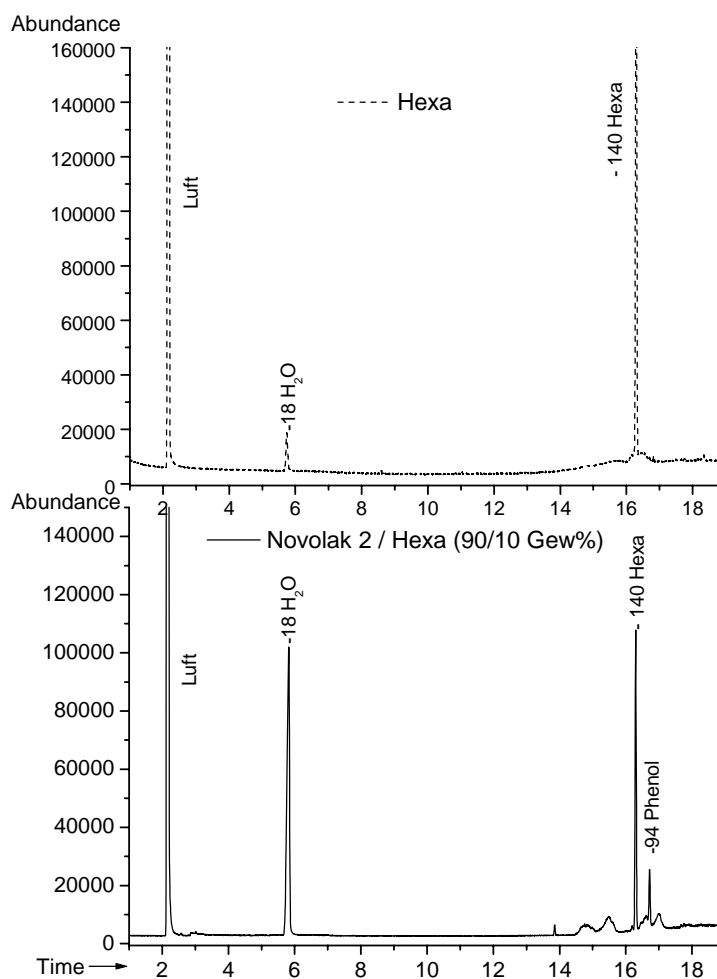 Abundance
160000
140000
120000
100000
80000
60000
40000
20000
0
Hexa
Luft
-18 H₂O
- 140 Hexa
2 4 6 8 10 12 14 16 18
Abundance
140000
120000
100000
80000
60000
40000
20000
0
Novolak 2 / Hexa (90/10 Gew%)
Luft
-18 H₂O
-140 Hexa
-94 Phenol
Time
2 4 6 8 10 12 14 16 18